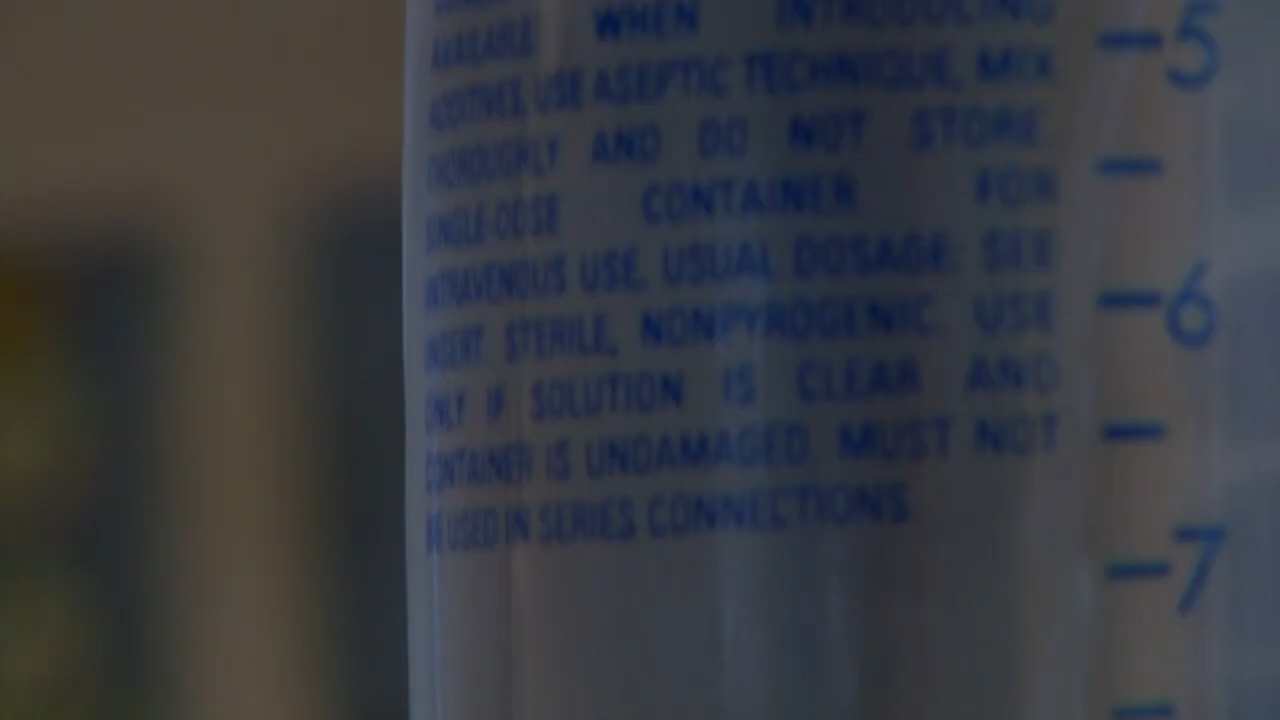 AVAILABLE. WHEN INTRODUCING
ADDITIVES, USE ASEPTIC TECHNIQUE, MIX
THOROUGHLY AND DO NOT STORE.
SINGLE-DOSE CONTAINER FOR
INTRAVENOUS USE. USUAL DOSAGE: SEE
INSERT. STERILE, NONPYROGENIC. USE
ONLY IF SOLUTION IS CLEAR AND
CONTAINER IS UNDAMAGED. MUST NOT
BE USED IN SERIES CONNECTIONS.
5
6
7